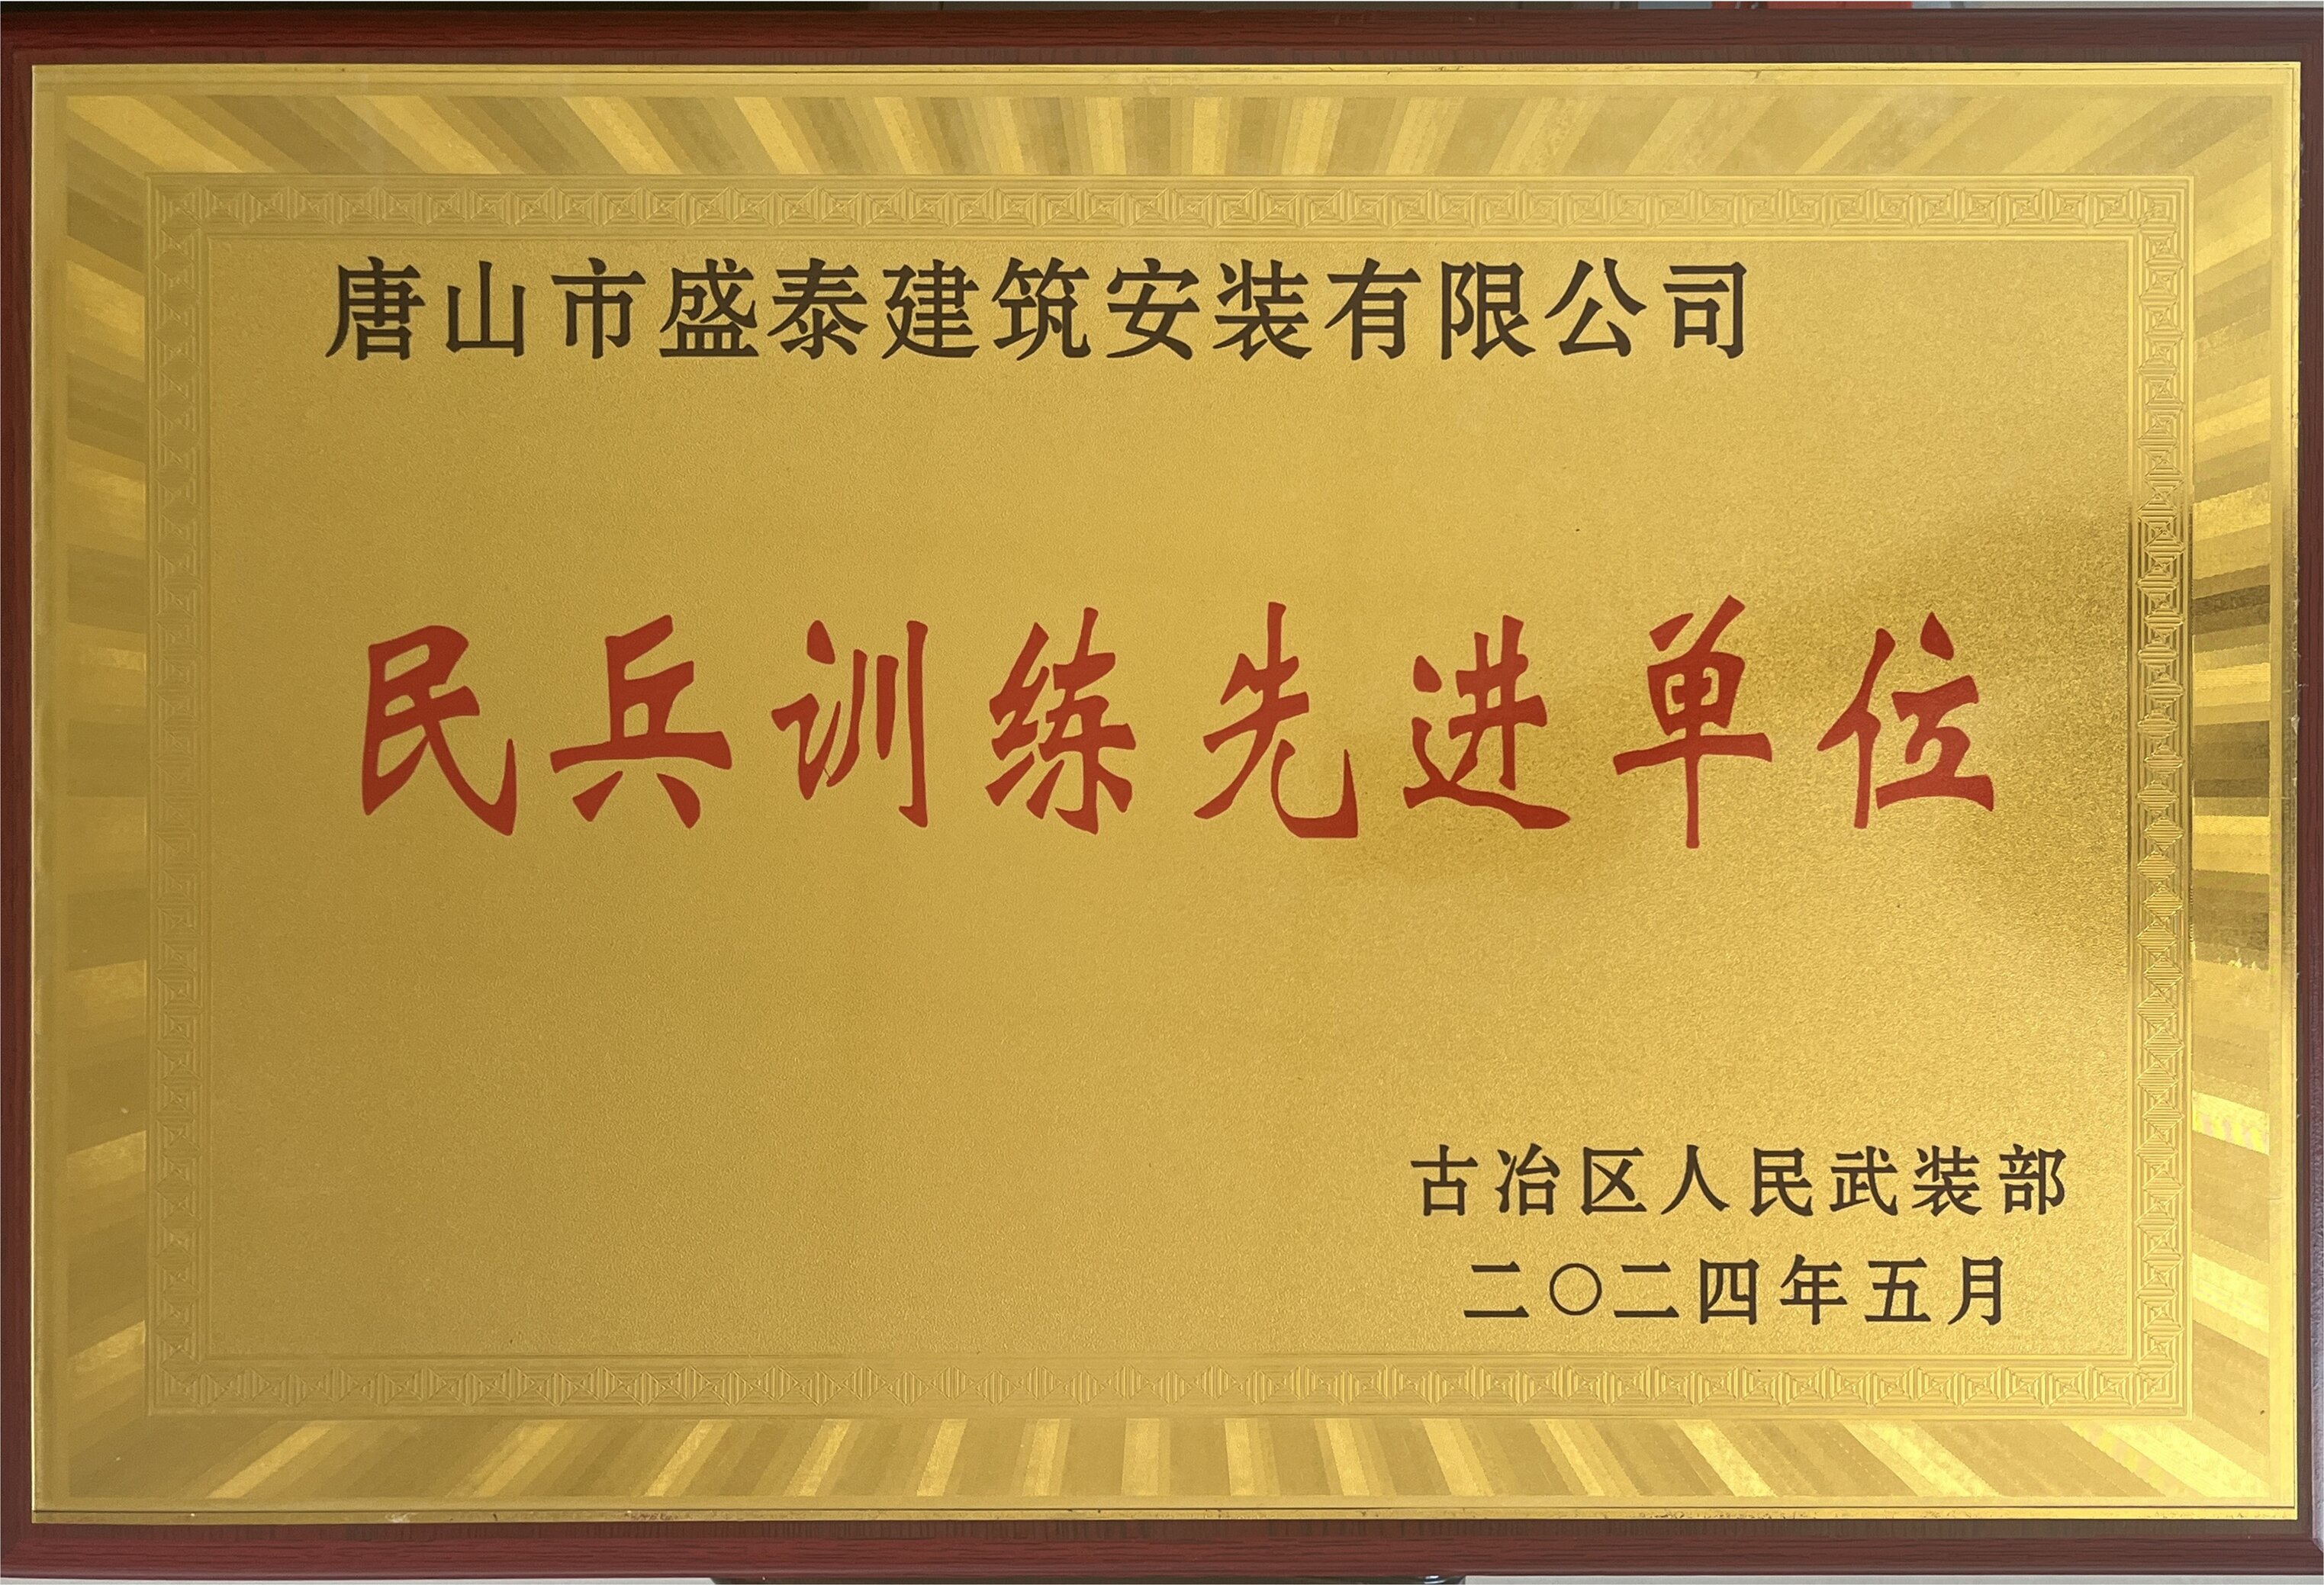 唐山市盛泰建筑安装有限公司
民兵训练先进单位
古冶区人民武装部
二〇二四年五月